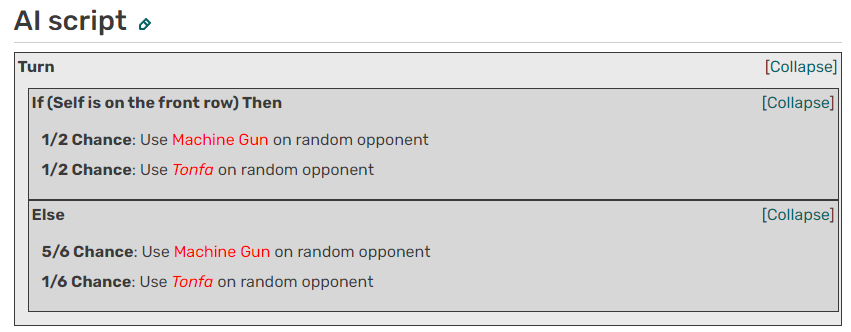 AI script
Turn [Collapse]
If (Self is on the front row) Then [Collapse]
1/2 Chance: Use Machine Gun on random opponent
1/2 Chance: Use Tonfa on random opponent
Else [Collapse]
5/6 Chance: Use Machine Gun on random opponent
1/6 Chance: Use Tonfa on random opponent